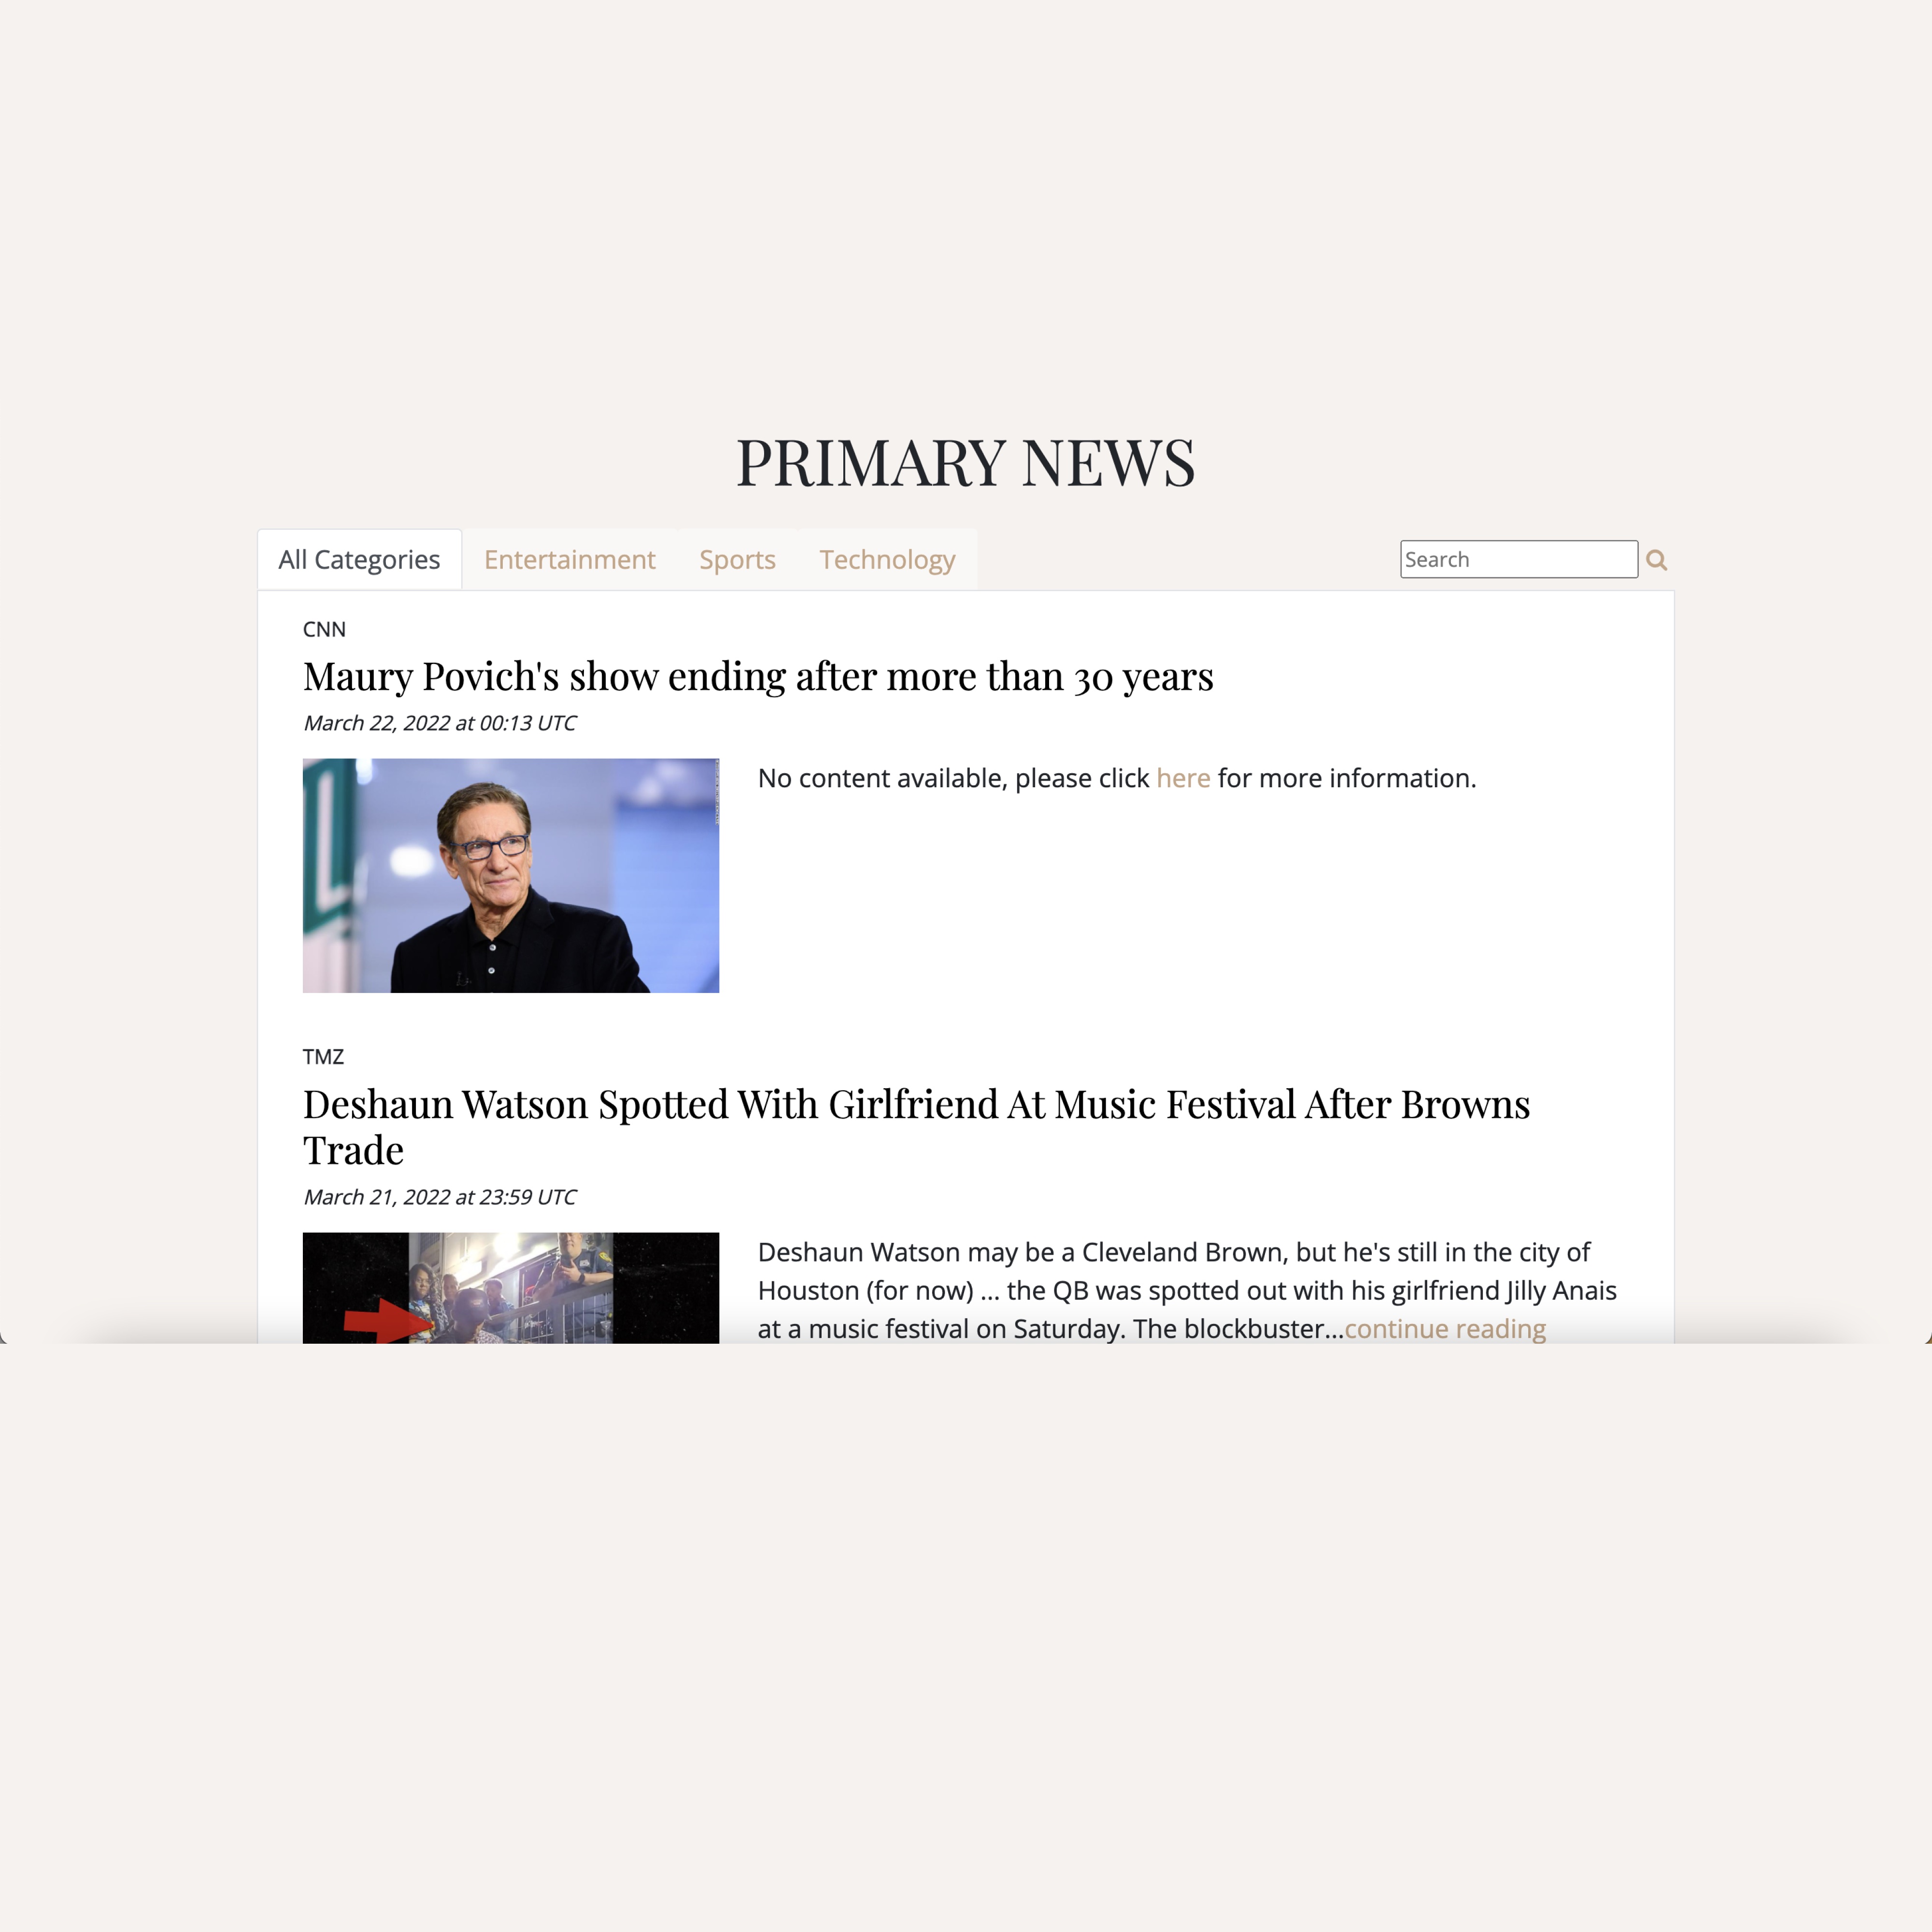 PRIMARY NEWS
All Categories
Entertainment
Sports
Technology
Search
CNN
Maury Povich's show ending after more than 30 years
March 22, 2022 at 00:13 UTC
No content available, please click here for more information.
TMZ
Deshaun Watson Spotted With Girlfriend At Music Festival After Browns
Trade
March 21, 2022 at 23:59 UTC
Deshaun Watson may be a Cleveland Brown, but he's still in the city of
Houston (for now) ... the QB was spotted out with his girlfriend Jilly Anais
at a music festival on Saturday. The blockbuster...continue reading